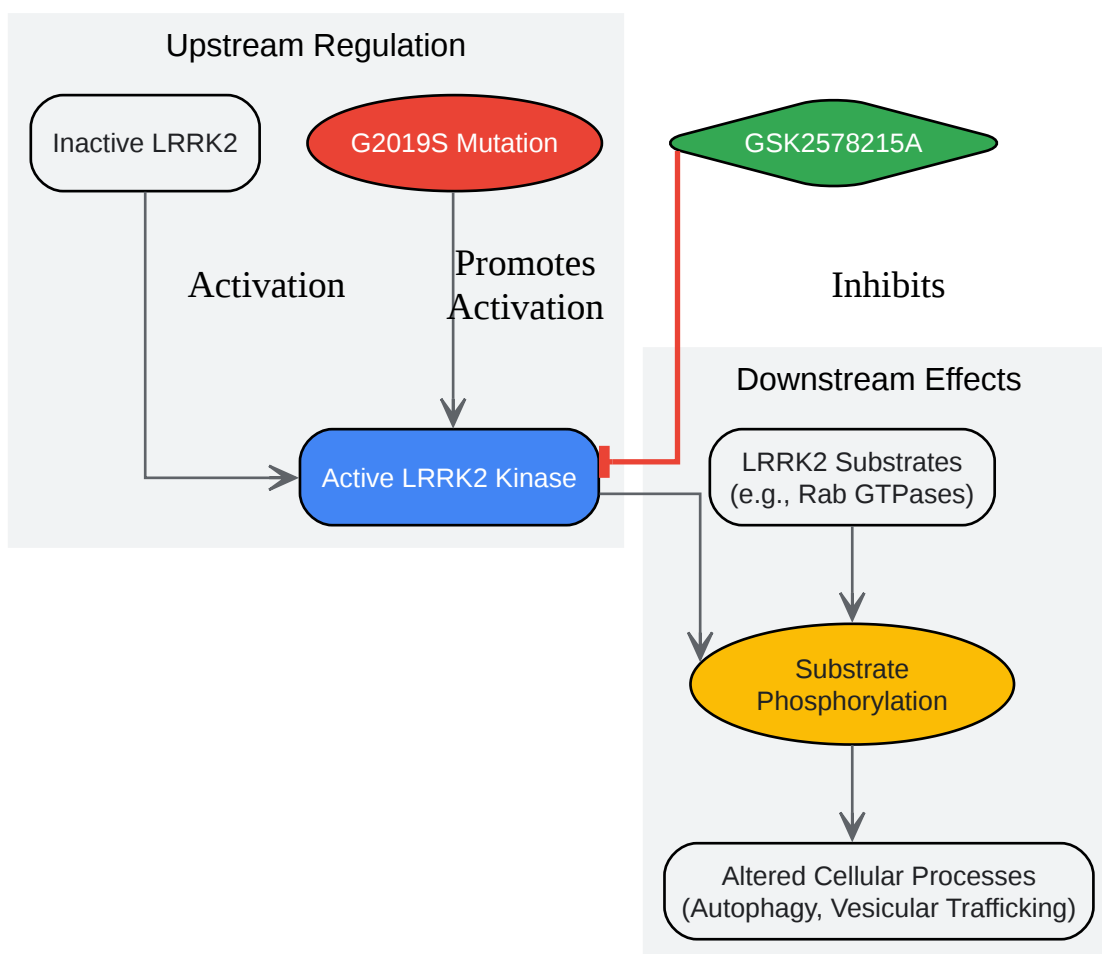 Upstream Regulation
Inactive LRRK2
G2019S Mutation
GSK2578215A
Activation
Promotes
Activation
Inhibits
Downstream Effects
Active LRRK2 Kinase
LRRK2 Substrates
(e.g., Rab GTPases)
Substrate
Phosphorylation
Altered Cellular Processes
(Autophagy, Vesicular Trafficking)